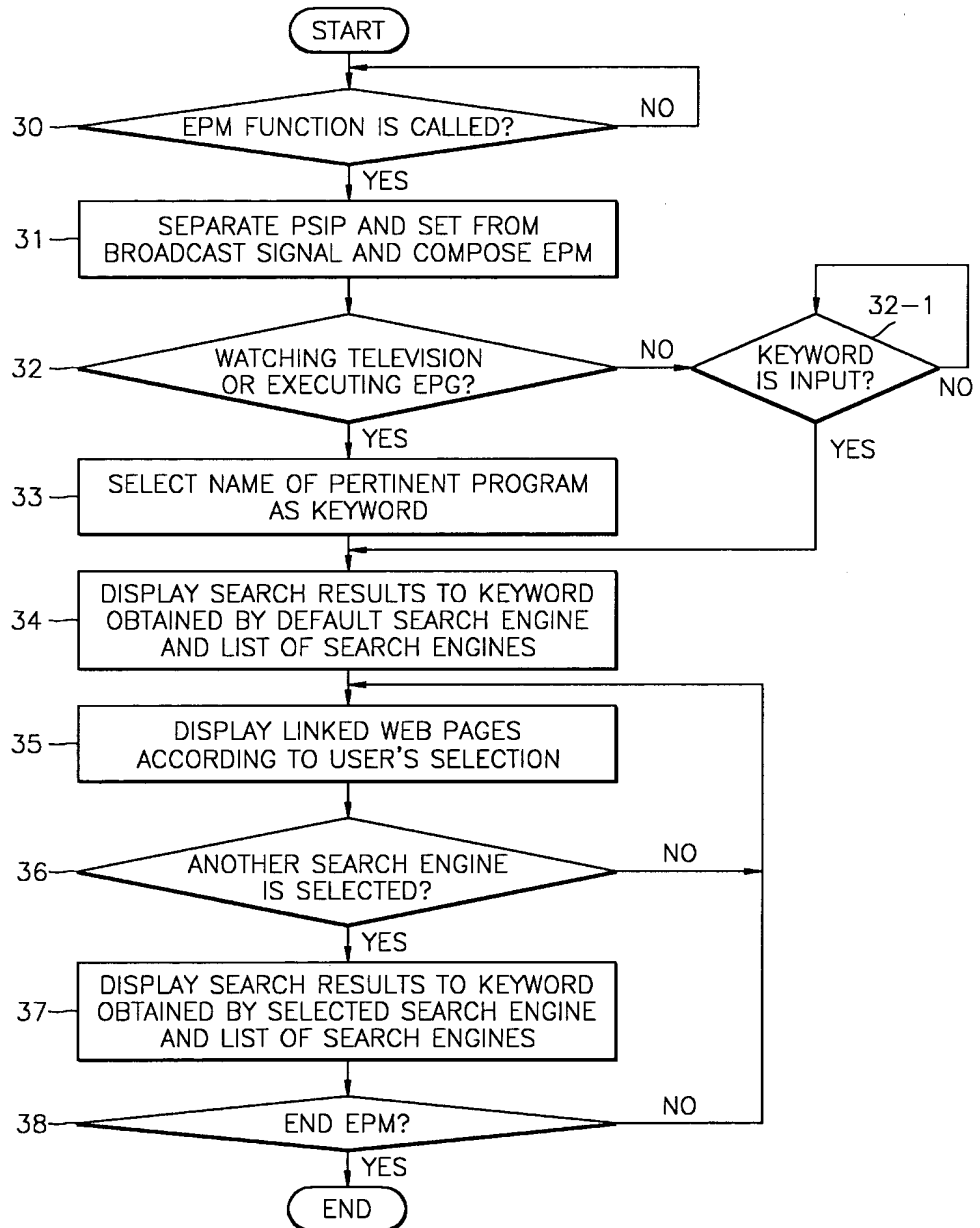 START
NO
30
EPM FUNCTION IS CALLED?
YES
31
SEPARATE PSIP AND SET FROM
BROADCAST SIGNAL AND COMPOSE EPM
32
WATCHING TELEVISION
OR EXECUTING EPG?
NO
32-1
KEYWORD
IS INPUT?
NO
YES
YES
33
SELECT NAME OF PERTINENT PROGRAM
AS KEYWORD
34
DISPLAY SEARCH RESULTS TO KEYWORD
OBTAINED BY DEFAULT SEARCH ENGINE
AND LIST OF SEARCH ENGINES
35
DISPLAY LINKED WEB PAGES
ACCORDING TO USER'S SELECTION
36
ANOTHER SEARCH ENGINE
IS SELECTED?
NO
YES
37
DISPLAY SEARCH RESULTS TO KEYWORD
OBTAINED BY SELECTED SEARCH ENGINE
AND LIST OF SEARCH ENGINES
38
END EPM?
NO
YES
END